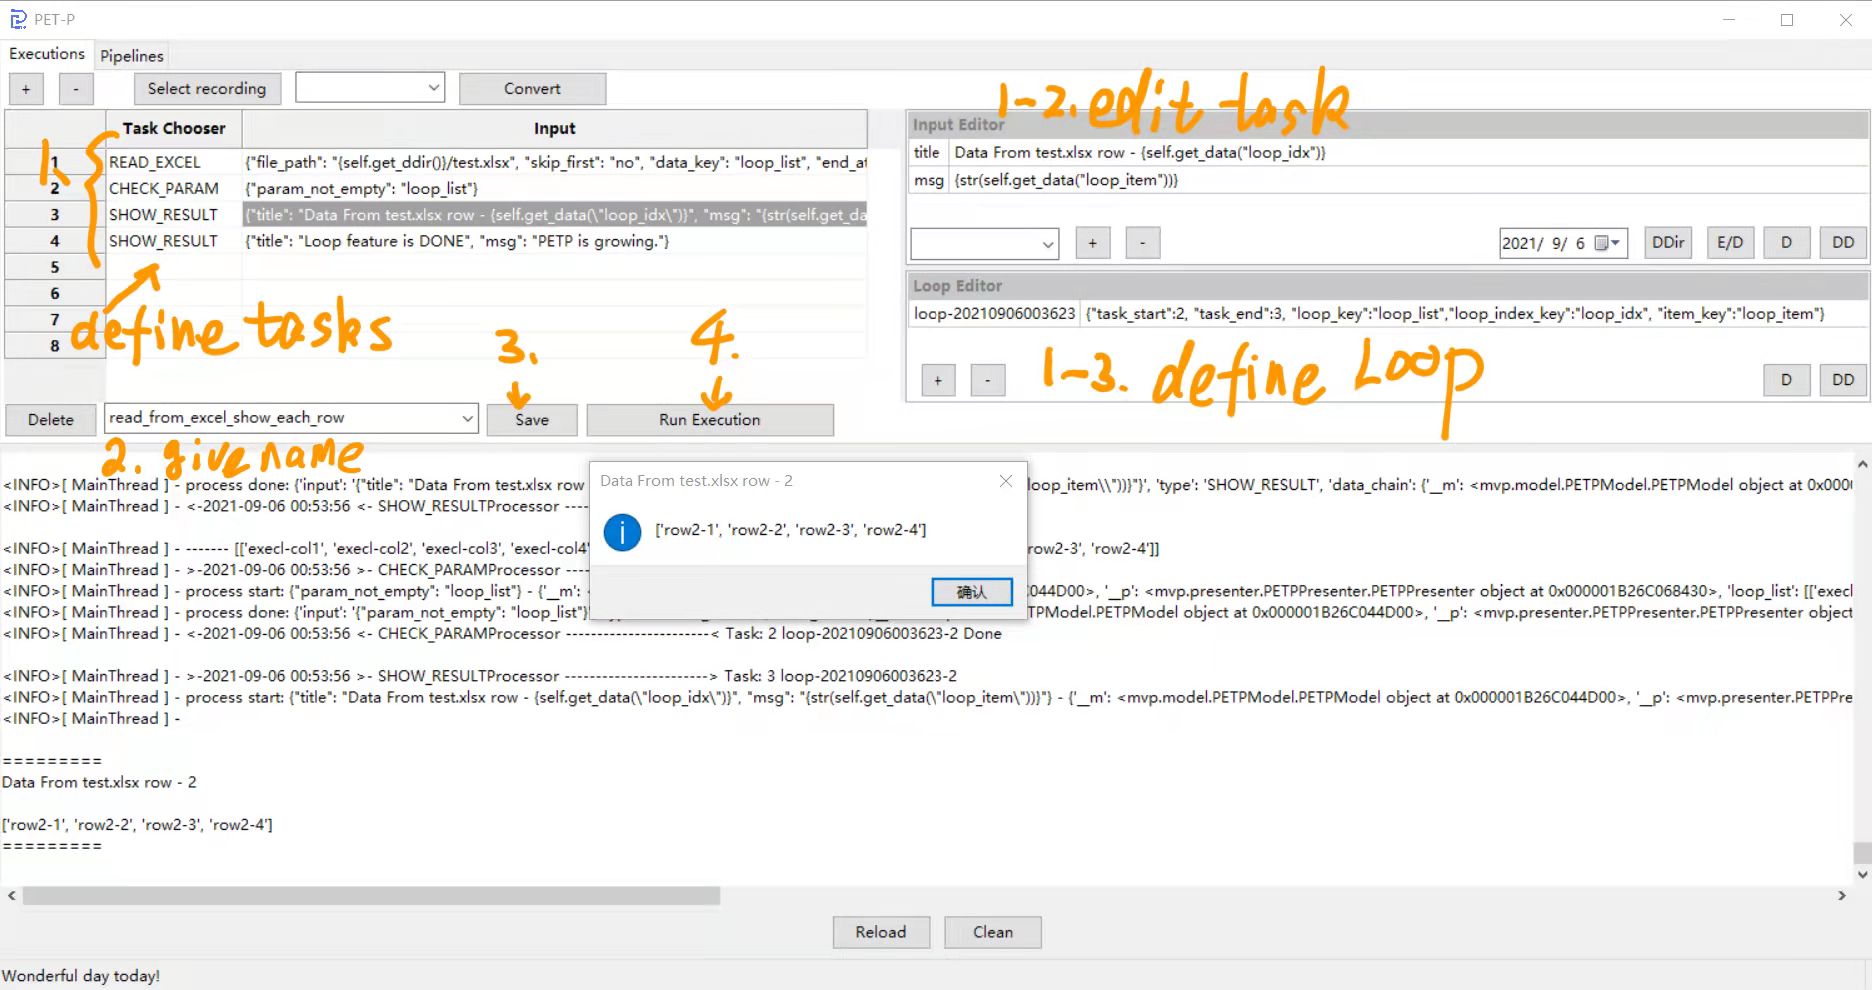 PET-P
Executions Pipelines
+ - Select recording Convert
1-2. edit task
Task Chooser Input
1. 1 READ_EXCEL {"file_path": "{self.get_ddir()}/test.xlsx", "skip_first": "no", "data_key": "loop_list", "end_at
2 CHECK_PARAM {"param_not_empty": "loop_list"}
3 SHOW_RESULT {"title": "Data From test.xlsx row - {self.get_data(\"loop_idx\")}", "msg": "{str(self.get_da
4 SHOW_RESULT {"title": "Loop feature is DONE", "msg": "PETP is growing."}
5
6
7
8
define tasks
3.
4.
Delete read_from_excel_show_each_row Save Run Execution
2. give name
Input Editor
title Data From test.xlsx row - {self.get_data("loop_idx")}
msg {str(self.get_data("loop_item"))}
+ - 2021/ 9/ 6 DDir E/D D DD
Loop Editor
loop-20210906003623 {"task_start":2, "task_end":3, "loop_key":"loop_list","loop_index_key":"loop_idx", "item_key":"loop_item"}
1-3. define Loop
+ - D DD
<INFO>[ MainThread ] - process done: {'input': '{"title": "Data From test.xlsx row loop_item\\"))}"}', 'type': 'SHOW_RESULT', 'data_chain': {'__m': <mvp.model.PETPModel.PETPModel object at 0x000
<INFO>[ MainThread ] - <-2021-09-06 00:53:56 <- SHOW_RESULTProcessor ----
<INFO>[ MainThread ] - ------- [['execl-col1', 'execl-col2', 'execl-col3', 'execl-col4' row2-3', 'row2-4']]
<INFO>[ MainThread ] - >-2021-09-06 00:53:56 >- CHECK_PARAMProcessor ----
<INFO>[ MainThread ] - process start: {"param_not_empty": "loop_list"} - {'__m': < 044D00>, '__p': <mvp.presenter.PETPPresenter.PETPPresenter object at 0x000001B26C068430>, 'loop_list': [['execl
<INFO>[ MainThread ] - process done: {'input': '{"param_not_empty": "loop_list"} TPModel.PETPModel object at 0x000001B26C044D00>, '__p': <mvp.presenter.PETPPresenter.PETPPresenter object
<INFO>[ MainThread ] - <-2021-09-06 00:53:56 <- CHECK_PARAMProcessor -----------------------< Task: 2 loop-20210906003623-2 Done
<INFO>[ MainThread ] - >-2021-09-06 00:53:56 >- SHOW_RESULTProcessor -----------------------> Task: 3 loop-20210906003623-2
<INFO>[ MainThread ] - process start: {"title": "Data From test.xlsx row - {self.get_data(\"loop_idx\")}", "msg": "{str(self.get_data(\"loop_item\"))}"} - {'__m': <mvp.model.PETPModel.PETPModel object at 0x000001B26C044D00>, '__p': <mvp.presenter.PETPPre
<INFO>[ MainThread ] -
=========
Data From test.xlsx row - 2
['row2-1', 'row2-2', 'row2-3', 'row2-4']
=========
Data From test.xlsx row - 2
['row2-1', 'row2-2', 'row2-3', 'row2-4']
确认
Reload Clean
Wonderful day today!